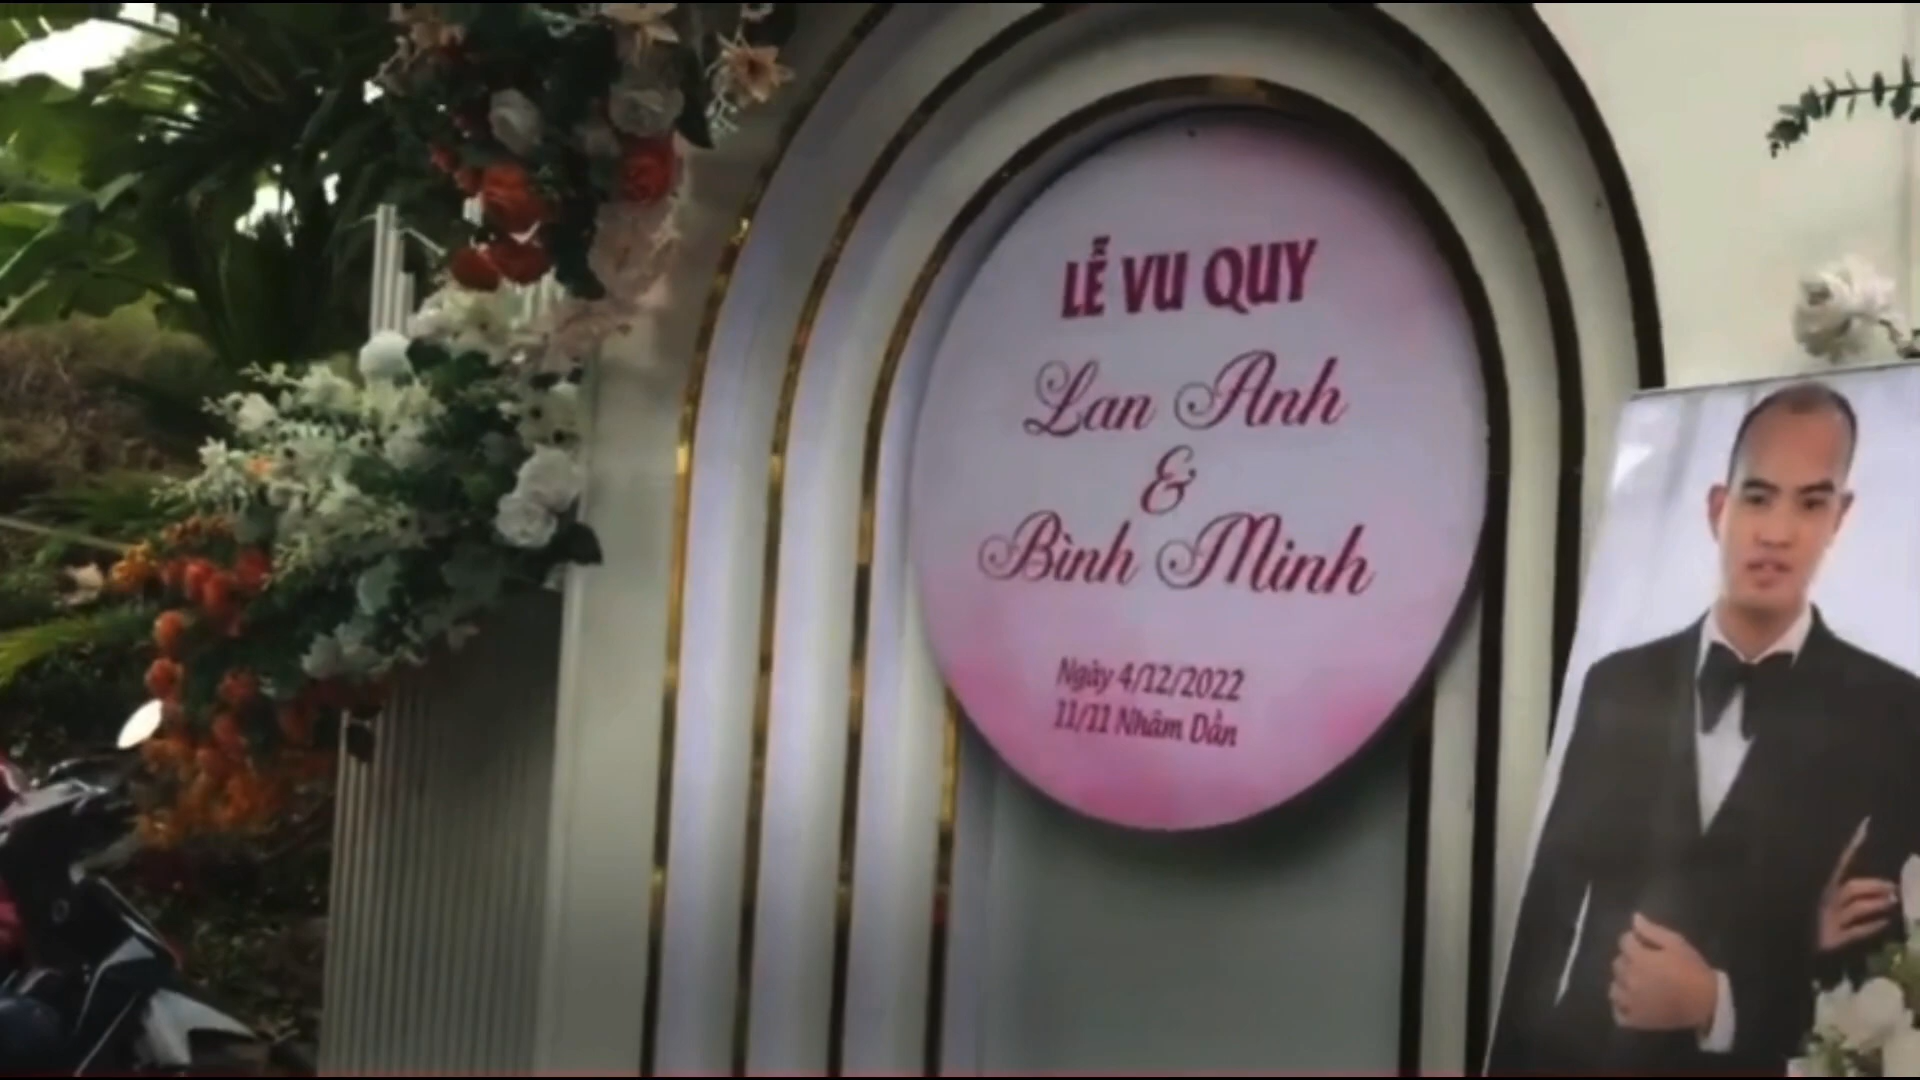 LỄ VU QUY
Lan Anh
&
Bình Minh
Ngày 4/12/2022
11/11 Nhâm Dần